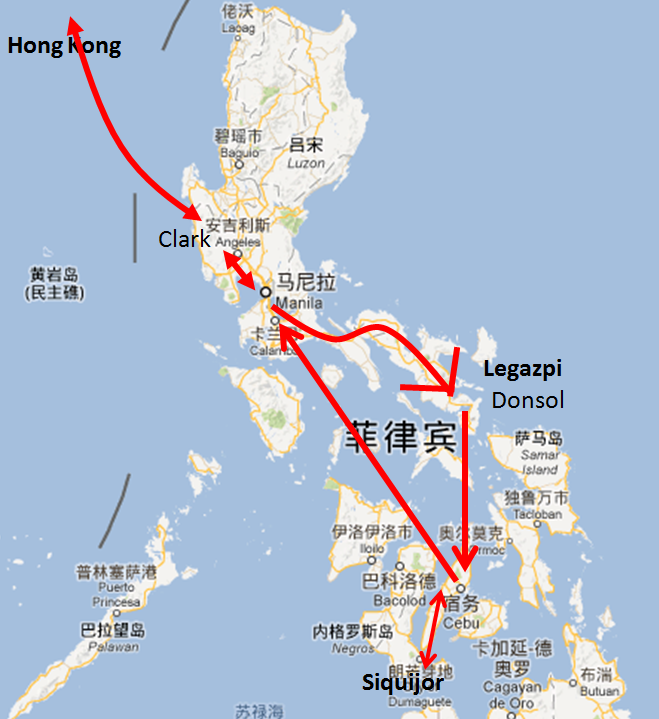 佬沃
Laoag
Hong Kong
碧瑶市
Baguio
吕宋
Luzon
安吉利斯
Clark
Angeles
黄岩岛
(民主礁)
马尼拉
Manila
卡兰
Calamba
Legazpi
Donsol
菲律宾
萨马岛
Samar
Island
独鲁万市
Tacloban
伊洛伊洛市
Iloilo
奥尔莫克
rmoc
巴科洛德
Bacolod
宿务
Cebu
普林塞萨港
Puerto
Princesa
巴拉望岛
Palawan
内格罗斯岛
Negros
卡加延-德
奥罗
Cagayan
de Oro
朗
地
Siquijor
Dumaguete
布湎
Butuan
苏禄海